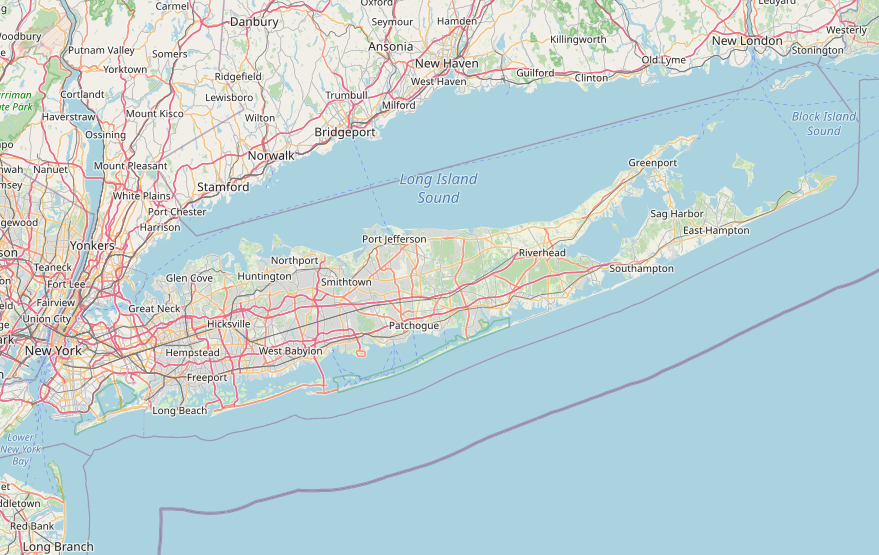 Carmel
Oxford
Ledyard
Danbury
Seymour
Hamden
Woodbury
Killingworth
Westerly
Putnam Valley
Somers
Ansonia
New London
Stonington
Yorktown
Ridgefield
New Haven
Old Lyme
West Haven
Guilford
Clinton
Cortlandt
Lewisboro
Trumbull
Milford
Haverstraw
Mount Kisco
Wilton
Bridgeport
Block Island
Sound
Ossining
Norwalk
Mount Pleasant
Nanuet
Greenport
Stamford
Long Island
Sound
White Plains
Port Chester
Harrison
Sag Harbor
East Hampton
Yonkers
Port Jefferson
Teaneck
Northport
Riverhead
Southampton
Glen Cove
Huntington
Smithtown
Fort Lee
Fairview
Great Neck
Union City
Hicksville
Patchogue
New York
Hempstead
West Babylon
Freeport
Long Beach
Lower
New York
Bay
Red Bank
Long Branch